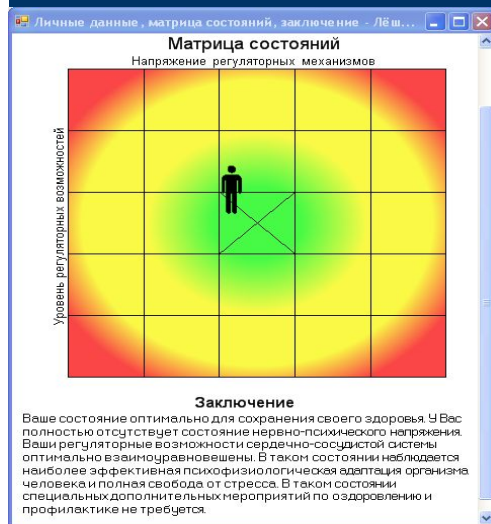 Личные данные, матрица состояний, заключение - Лёш...
Матрица состояний
Напряжение регуляторных механизмов
Уровень регуляторных возможностей
Заключение
Ваше состояние оптимально для сохранения своего здоровья. У Вас
полностью отсутствует состояние нервно-психического напряжения.
Ваши регуляторные возможности сердечно-сосудистой системы
оптимально взаимоуравновешены. В таком состоянии наблюдается
наиболее эффективная психофизиологическая адаптация организма
человека и полная свобода от стресса. В таком состоянии
специальных дополнительных мероприятий по оздоровлению и
профилактике не требуется.